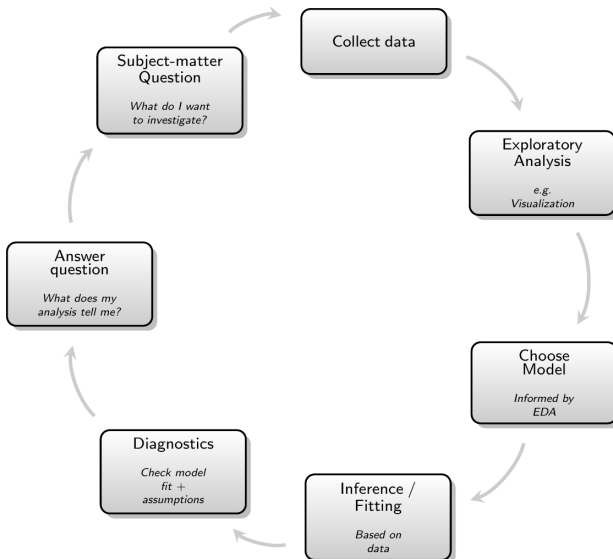 Collect data
Subject-matter
Question
What do I want
to investigate?
Exploratory
Analysis
e.g.
Visualization
Answer
question
What does my
analysis tell me?
Choose
Model
Informed by
EDA
Diagnostics
Check model
fit +
assumptions
Inference /
Fitting
Based on
data